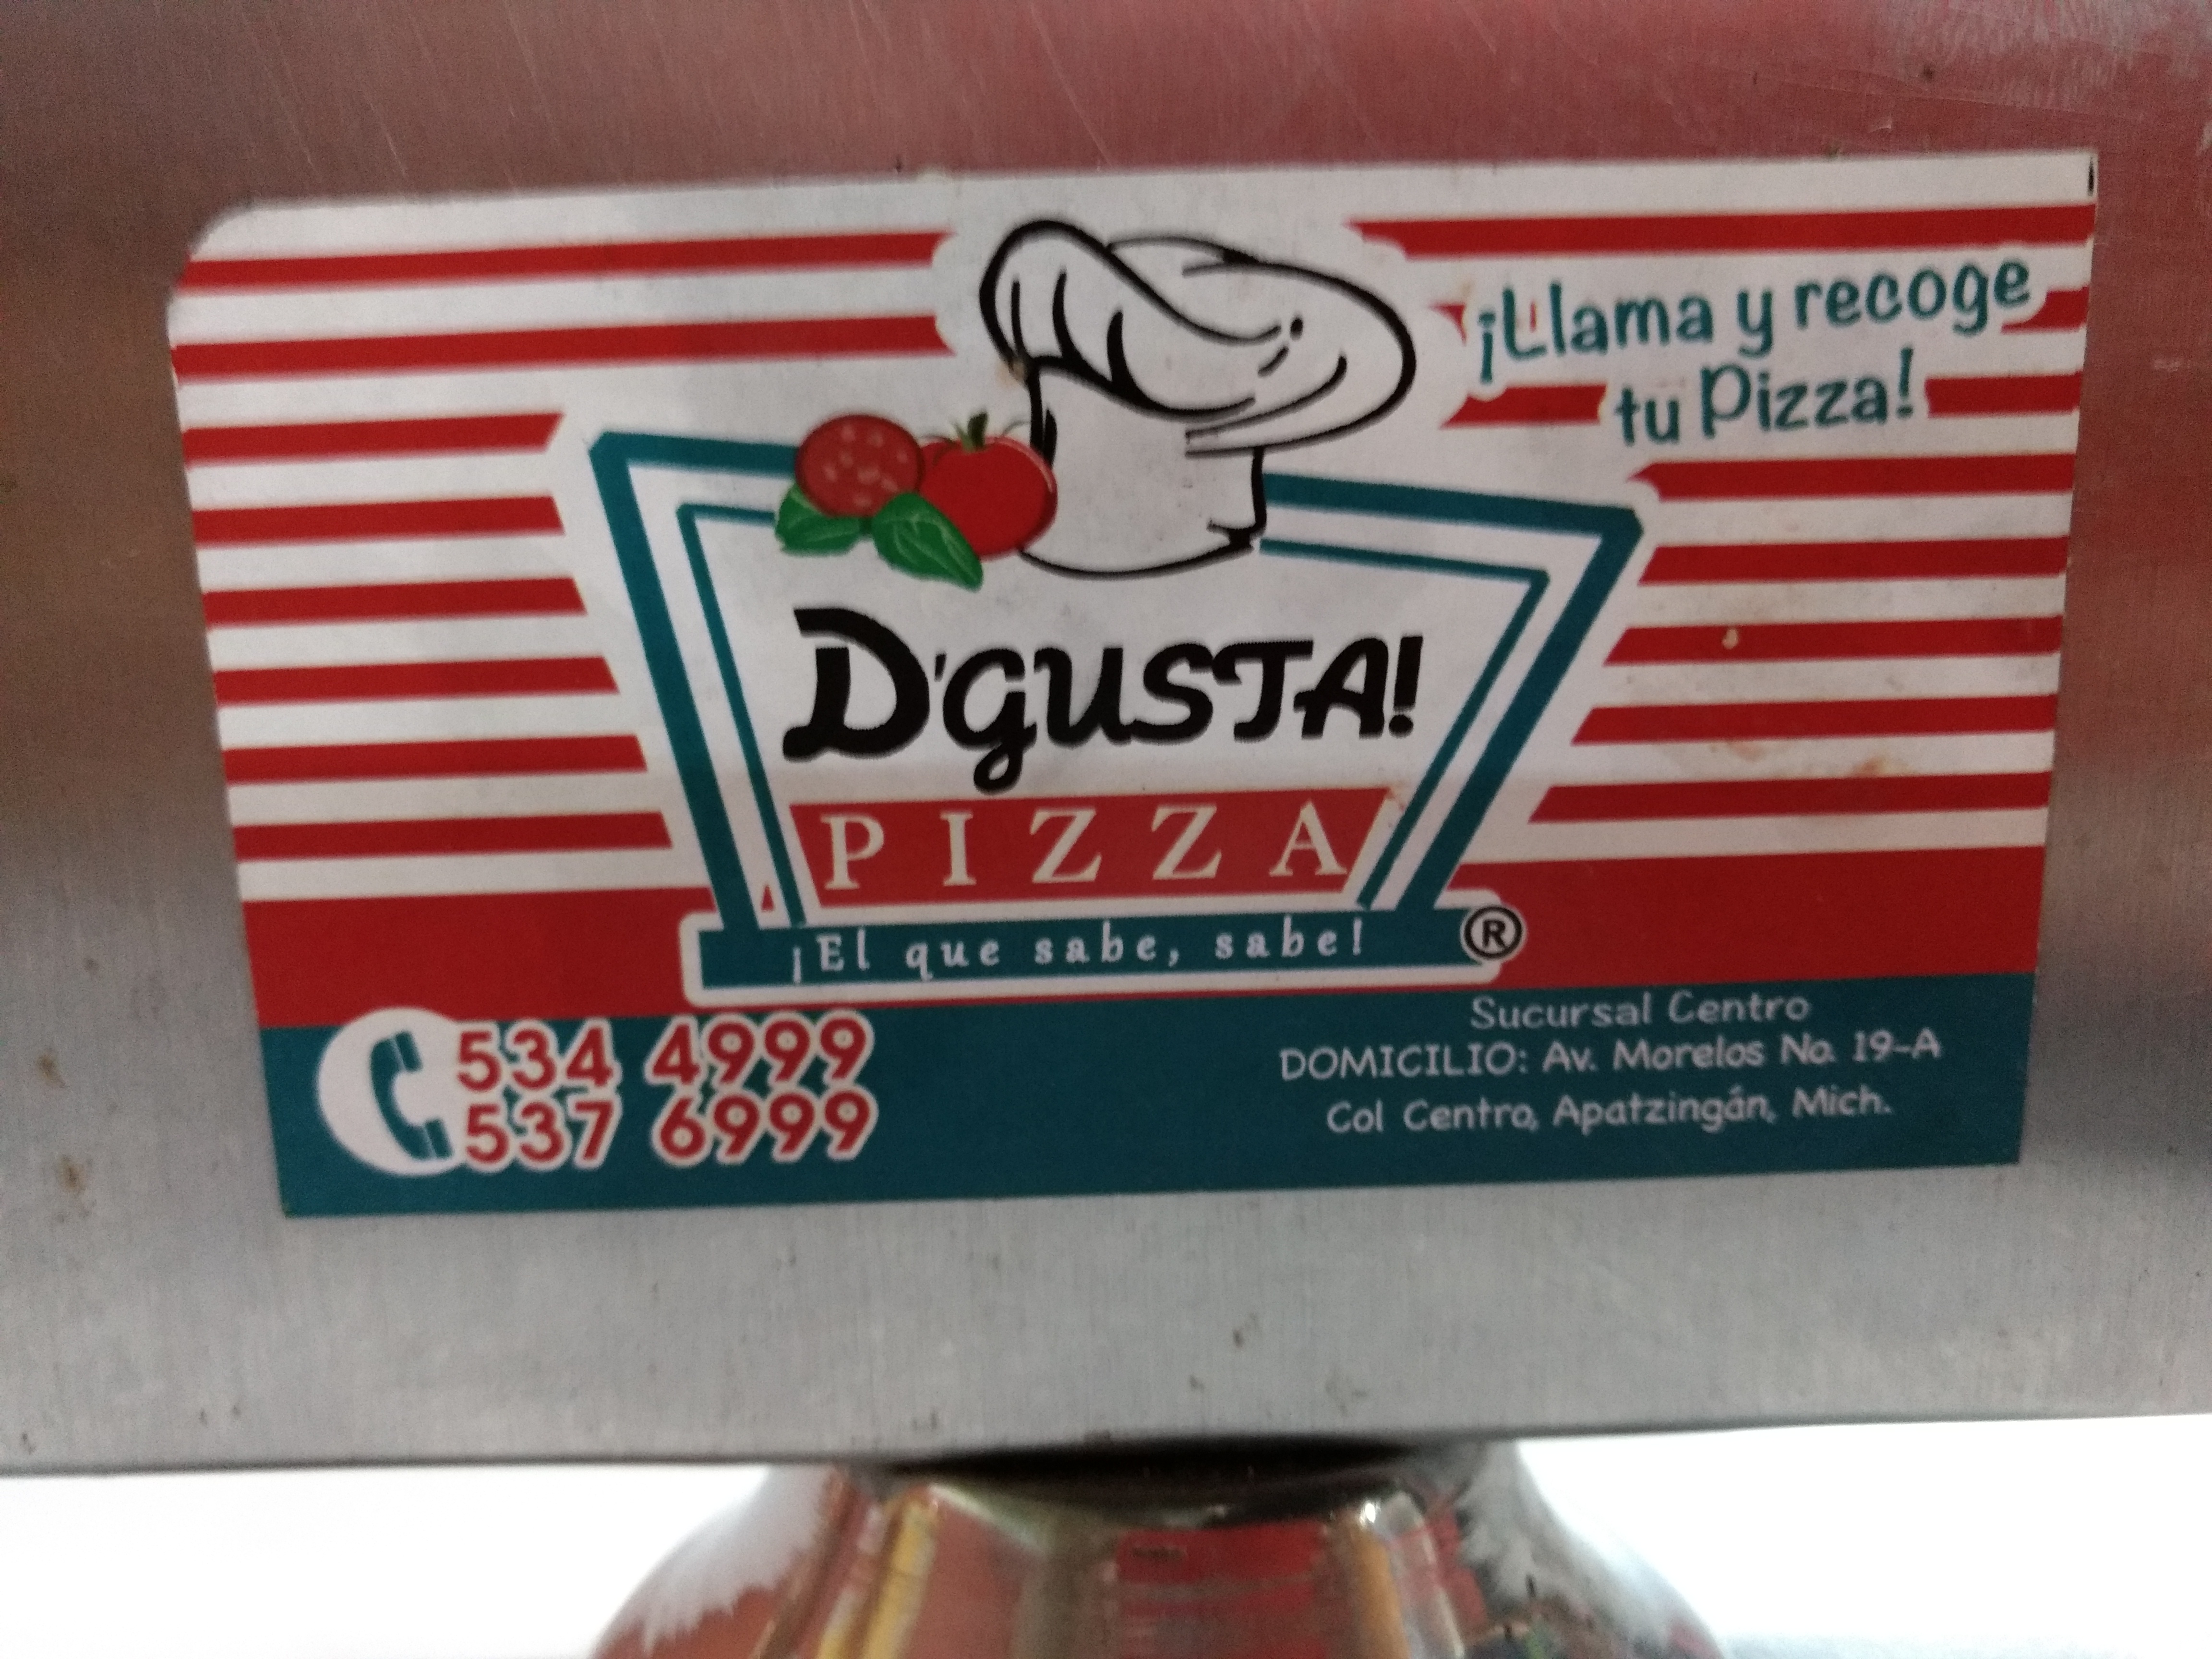 ¡Llama y recoge
tu Pizza!
D'GUSTA!
PIZZA
¡El que sabe, sabe!
®
534 4999
537 6999
Sucursal Centro
DOMICILIO: Av. Morelos No. 19-A
Col Centro, Apatzingán, Mich.